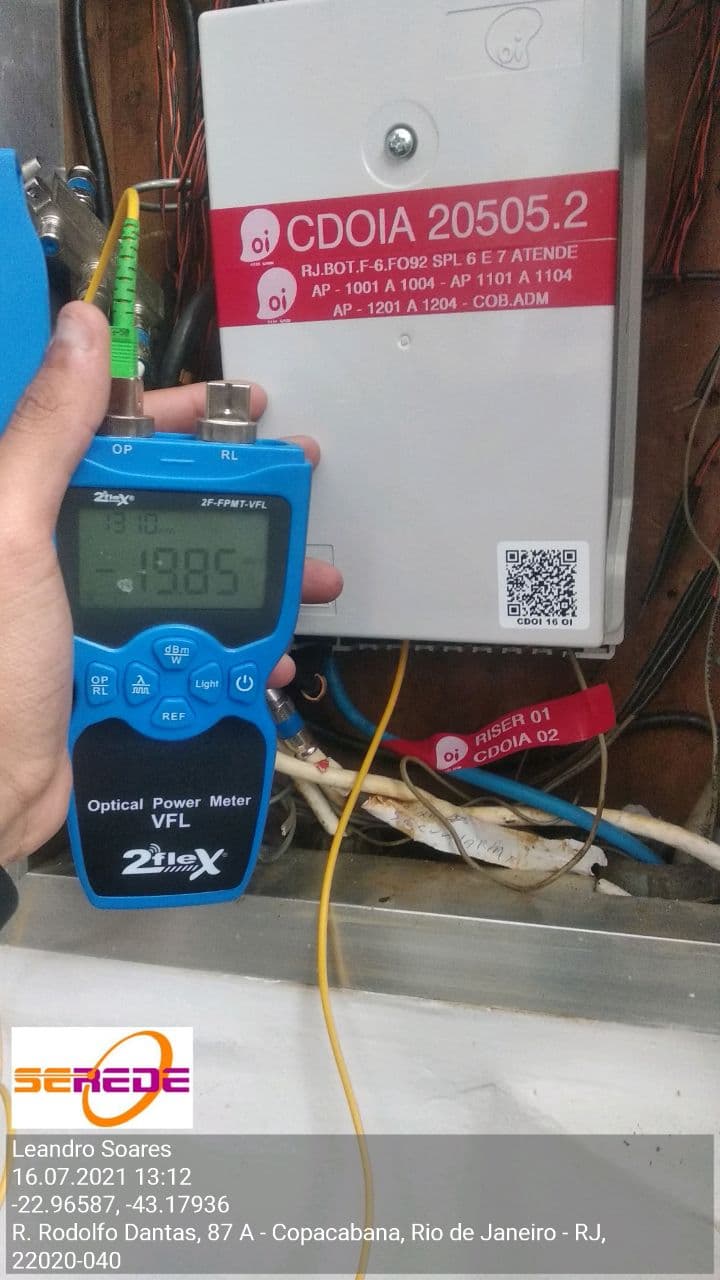 oi
oi CDOIA 20505.2
RJ.BOT.F-6.FO92 SPL 6 E 7 ATENDE
oi AP - 1001 A 1004 - AP 1101 A 1104
AP - 1201 A 1204 - COB.ADM
OP RL
2fleX® 2F-FPMT-VFL
1310nm
-19.85
dBm
W
OP
RL
λ
Light
REF
Optical Power Meter
VFL
2fleX®
CDOI 16 OI
oi RISER 01
CDOIA 02
SEREDE
Leandro Soares
16.07.2021 13:12
-22.96587, -43.17936
R. Rodolfo Dantas, 87 A - Copacabana, Rio de Janeiro - RJ,
22020-040